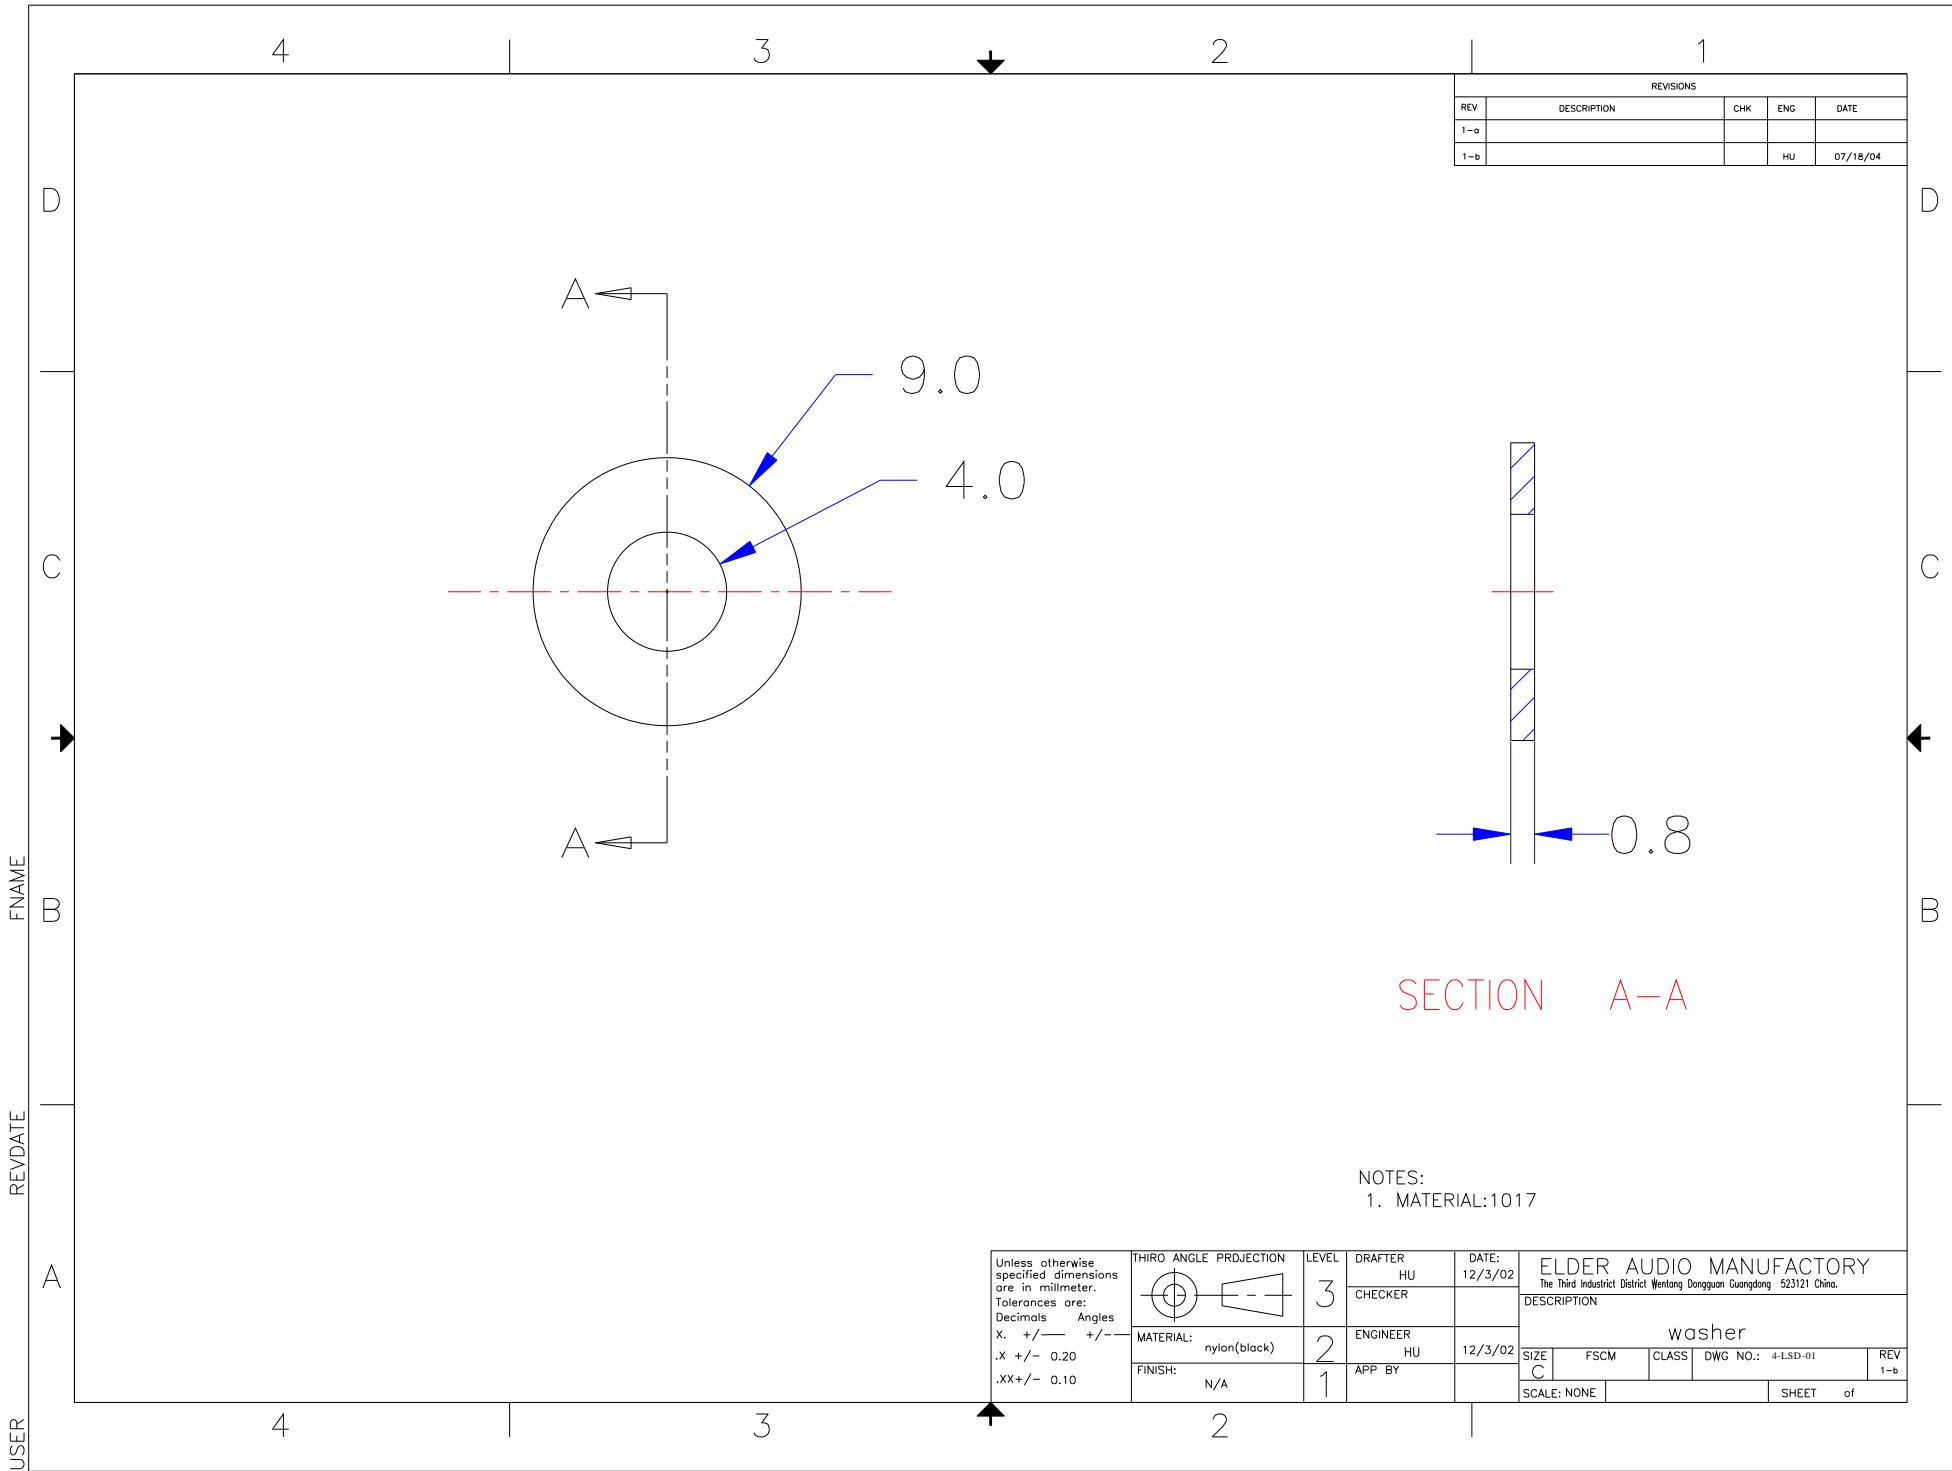 4 3 2 1
REVISIONS
REV DESCRIPTION CHK ENG DATE
1-a
1-b HU 07/18/04
D D
A
9.0
4.0
C C
A
0.8
FNAME
B B
SECTION A-A
REVDATE
NOTES:
1. MATERIAL:1017
A
Unless otherwise
specified dimensions
are in millmeter.
Tolerances are:
Decimals Angles
X. +/-— +/-—
.X +/- 0.20
.XX+/- 0.10
THIRO ANGLE PRDJECTION
MATERIAL:
nylon(black)
FINISH:
N/A
LEVEL
3
2
1
DRAFTER
HU
DATE:
12/3/02
CHECKER
ENGINEER
HU
12/3/02
APP BY
ELDER AUDIO MANUFACTORY
The Third Industrict District Wentang Dongguan Guangdong 523121 China.
DESCRIPTION
washer
SIZE FSCM CLASS DWG NO.: 4-LSD-01 REV
C 1-b
SCALE: NONE SHEET of
4 3 2
USER